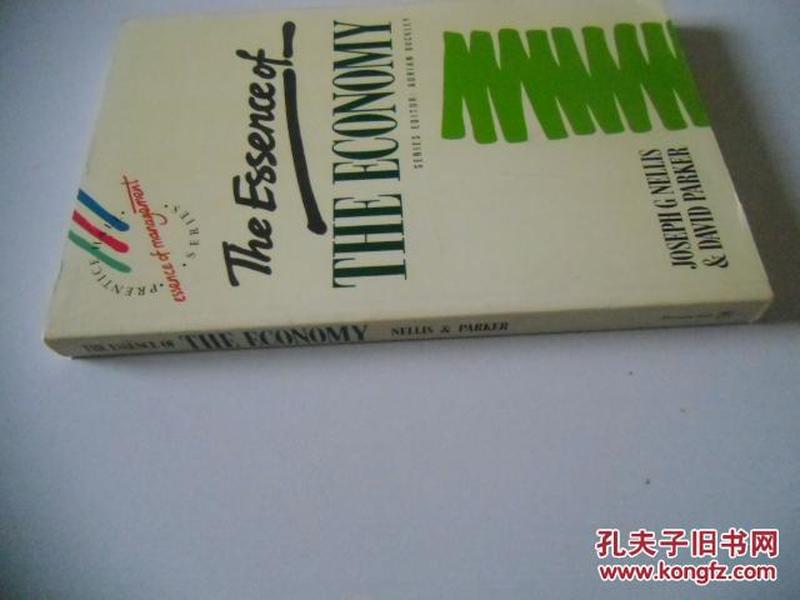 PRENTICE HALL
essence of management
SERIES
The Essence of
THE ECONOMY
SERIES EDITOR: ADRIAN BUCKLEY
JOSEPH G NELLIS
& DAVID PARKER
THE ESSENCE OF THE ECONOMY NELLIS & PARKER
孔夫子旧书网
www.kongfz.com